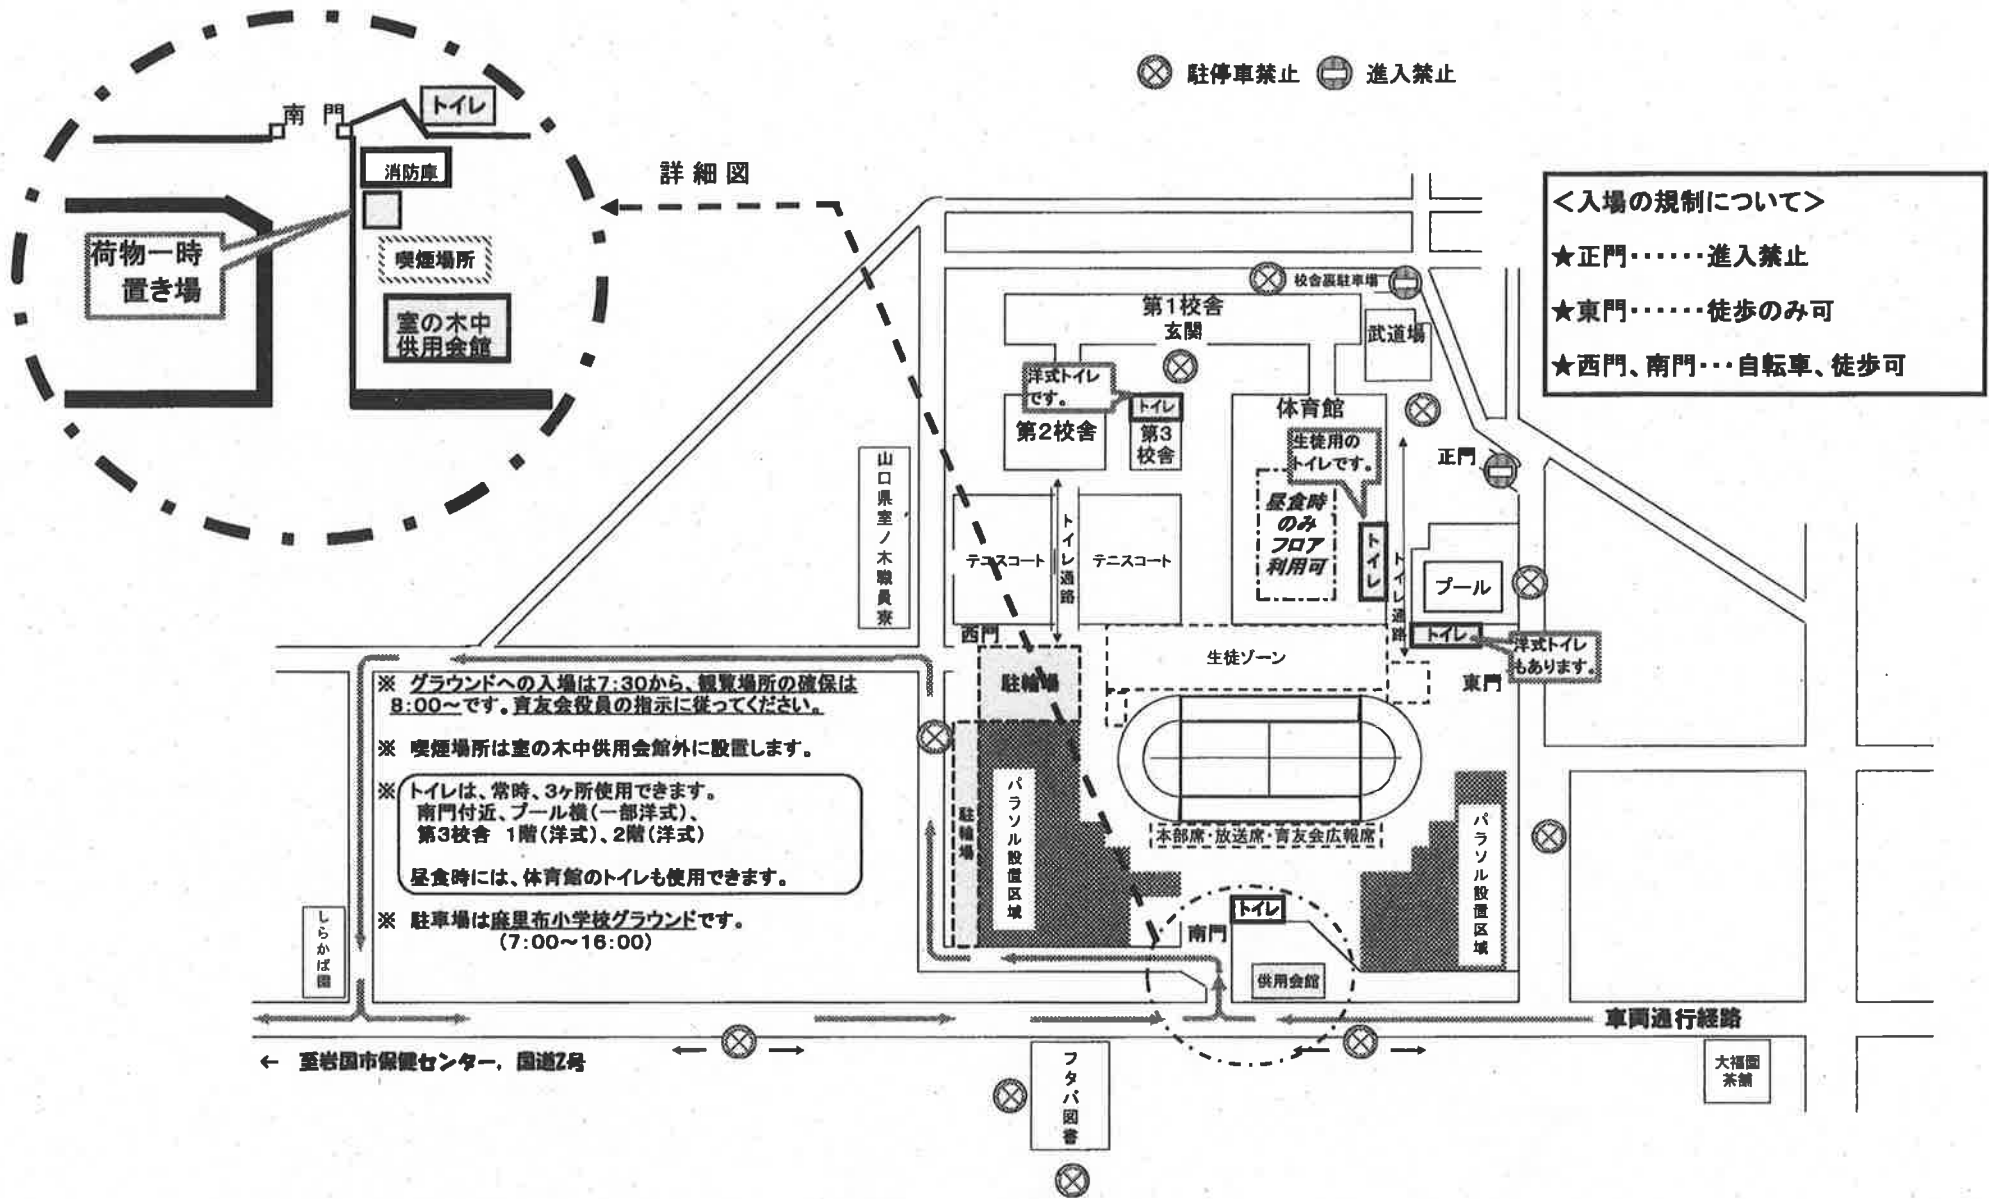 駐停車禁止
進入禁止
南 門
トイレ
消防庫
荷物一時
置き場
喫煙場所
室の木中
供用会館
詳細図
<入場の規制について>
★正門……進入禁止
★東門……徒歩のみ可
★西門、南門…自転車、徒歩可
校舎裏駐車場
第1校舎
玄関
武道場
洋式トイレ
です。
トイレ
第2校舎
第3
校舎
体育館
生徒用の
トイレです。
昼食時
のみ
フロア
利用可
トイレ
正門
山口県室ノ木職員寮
テニスコート
トイレ通路
テニスコート
トイレ通路
プール
トイレ
洋式トイレ
もあります。
西門
生徒ゾーン
東門
駐輪場
※ グラウンドへの入場は7:30から、観覧場所の確保は
8:00～です。育友会役員の指示に従ってください。
※ 喫煙場所は室の木中供用会館外に設置します。
※ トイレは、常時、3ヶ所使用できます。
南門付近、プール横(一部洋式)、
第3校舎 1階(洋式)、2階(洋式)
昼食時には、体育館のトイレも使用できます。
※ 駐車場は麻里布小学校グラウンドです。
(7:00～16:00)
駐輪場
パラソル設置区域
本部席・放送席・育友会広報席
パラソル設置区域
トイレ
南門
供用会館
しらかば園
車両通行経路
← 至岩国市保健センター, 国道2号
フタバ図書
大福園
茶舗